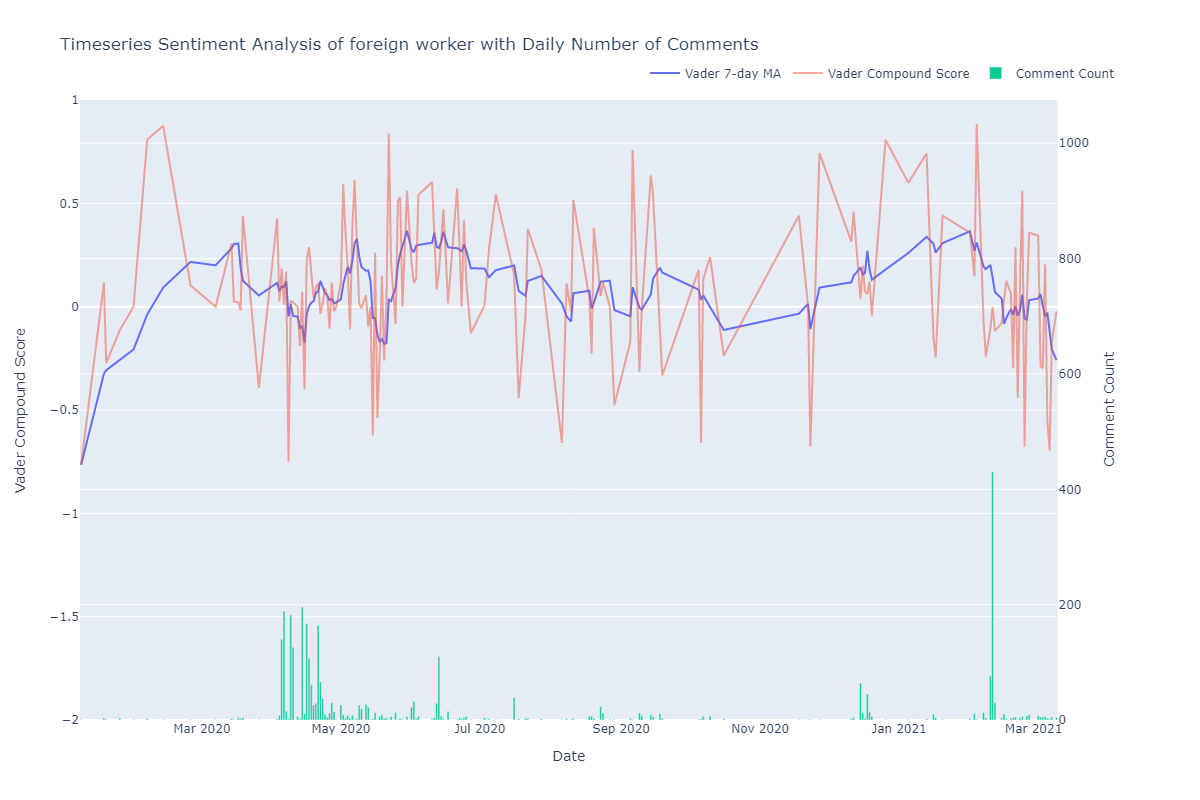 Timeseries Sentiment Analysis of foreign worker with Daily Number of Comments
Vader 7-day MA
Vader Compound Score
Comment Count
1
0.5
0
−0.5
−1
−1.5
−2
Vader Compound Score
1000
800
600
400
200
0
Comment Count
Mar 2020
May 2020
Jul 2020
Sep 2020
Nov 2020
Jan 2021
Mar 2021
Date